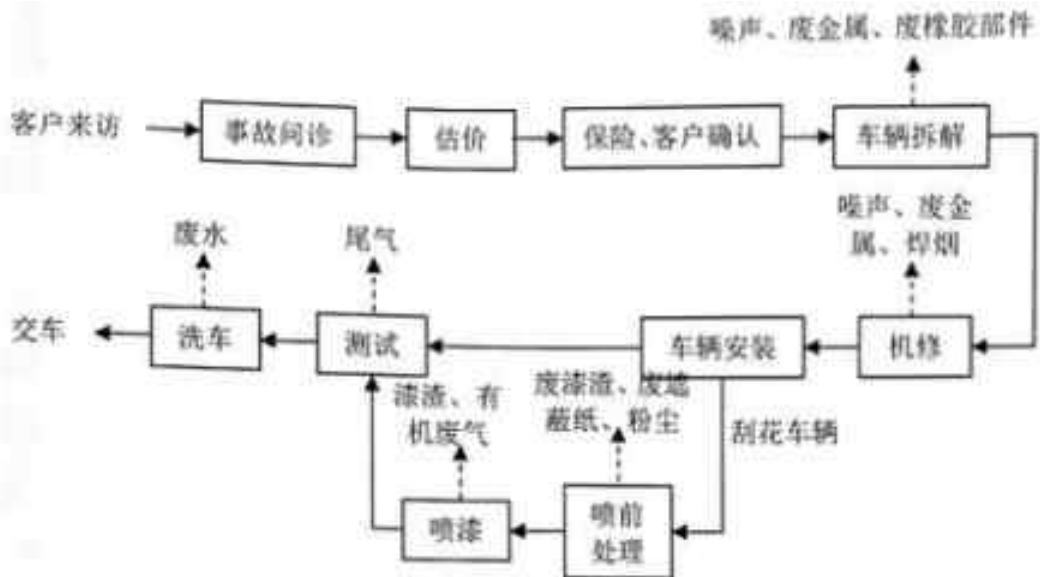 噪声、废金属、废橡胶部件
客户来访
事故问诊
估价
保险、客户确认
车辆拆解
噪声、废金
属、焊烟
废水
尾气
交车
洗车
测试
车辆安装
机修
漆渣、有
机废气
废漆渣、废遮
蔽纸、粉尘
刮花车辆
喷漆
喷前
处理